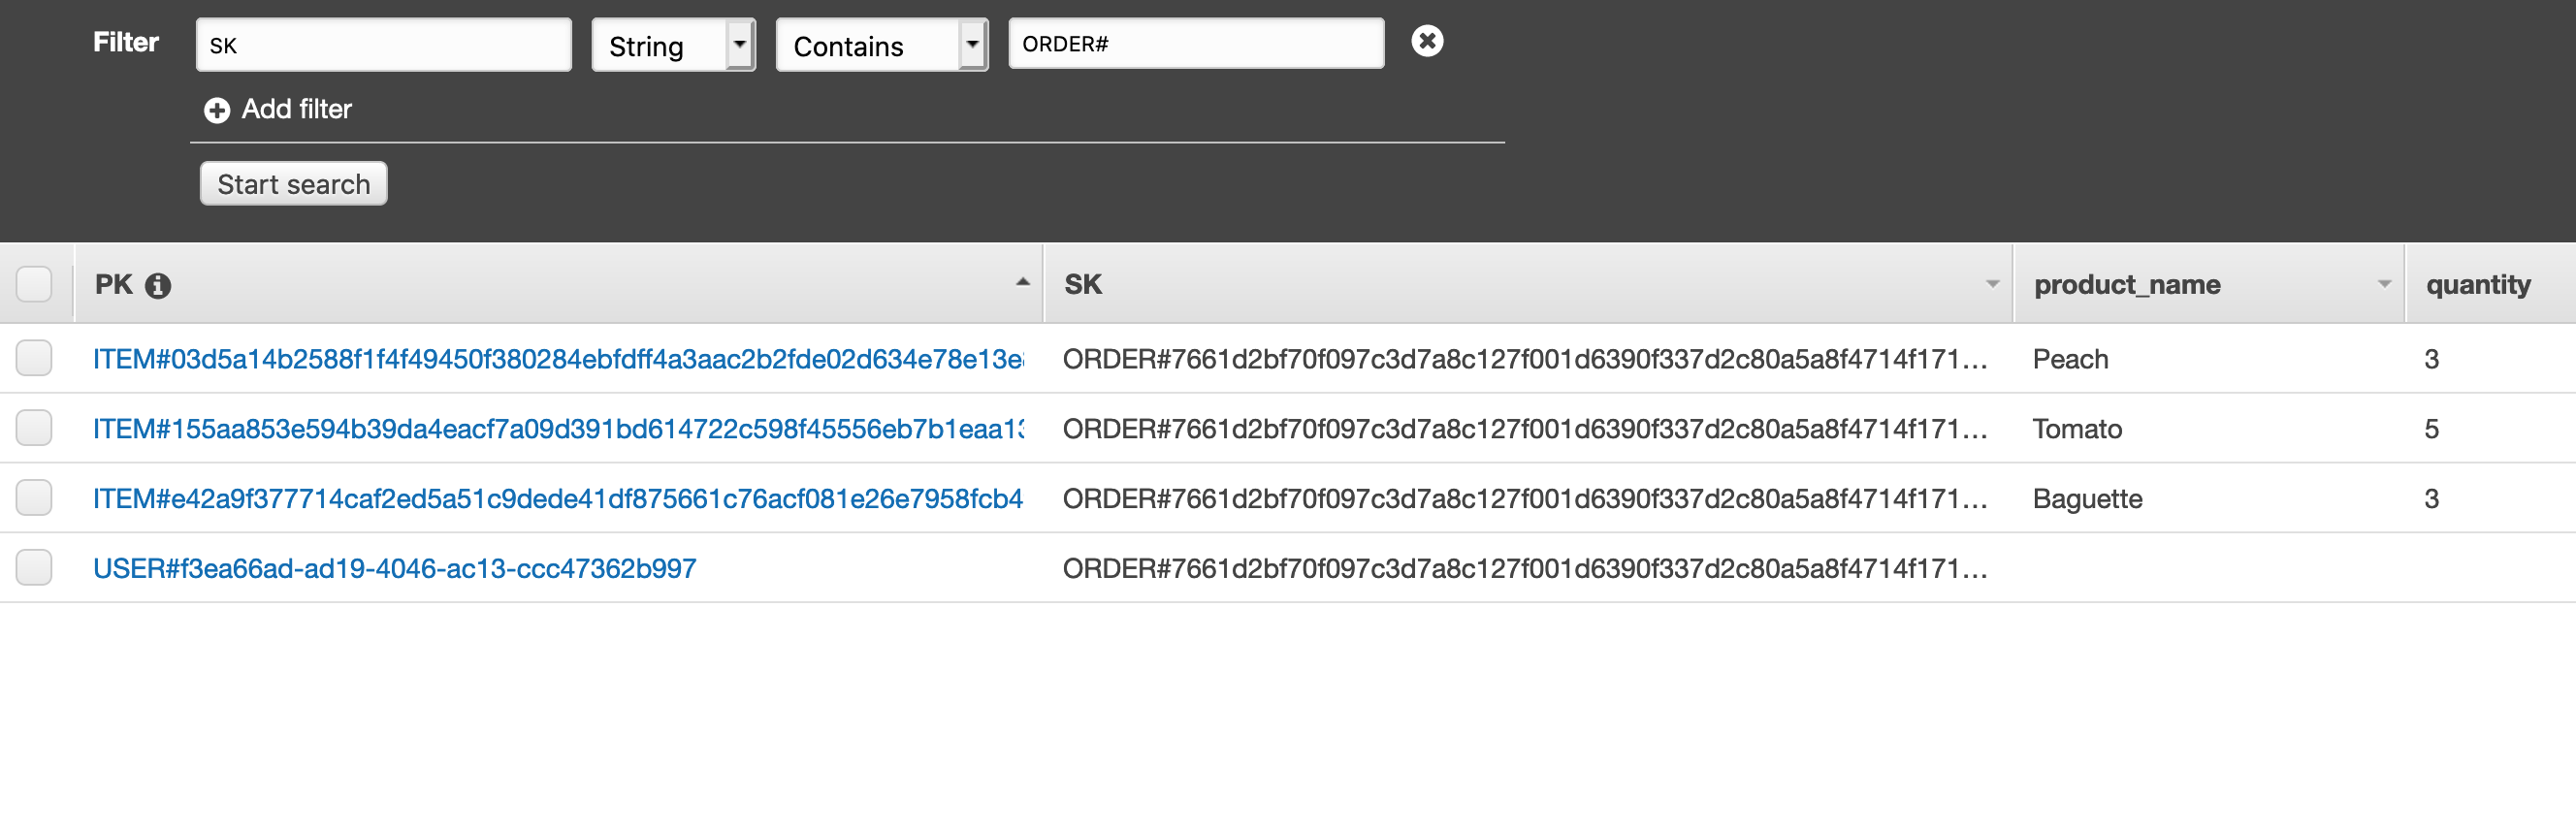 Filter SK String Contains ORDER#
Add filter
Start search
PK SK product_name quantity
ITEM#03d5a14b2588f1f4f49450f380284ebfdff4a3aac2b2fde02d634e78e13e ORDER#7661d2bf70f097c3d7a8c127f001d6390f337d2c80a5a8f4714f171... Peach 3
ITEM#155aa853e594b39da4eacf7a09d391bd614722c598f45556eb7b1eaa13 ORDER#7661d2bf70f097c3d7a8c127f001d6390f337d2c80a5a8f4714f171... Tomato 5
ITEM#e42a9f377714caf2ed5a51c9dede41df875661c76acf081e26e7958fcb4 ORDER#7661d2bf70f097c3d7a8c127f001d6390f337d2c80a5a8f4714f171... Baguette 3
USER#f3ea66ad-ad19-4046-ac13-ccc47362b997 ORDER#7661d2bf70f097c3d7a8c127f001d6390f337d2c80a5a8f4714f171...